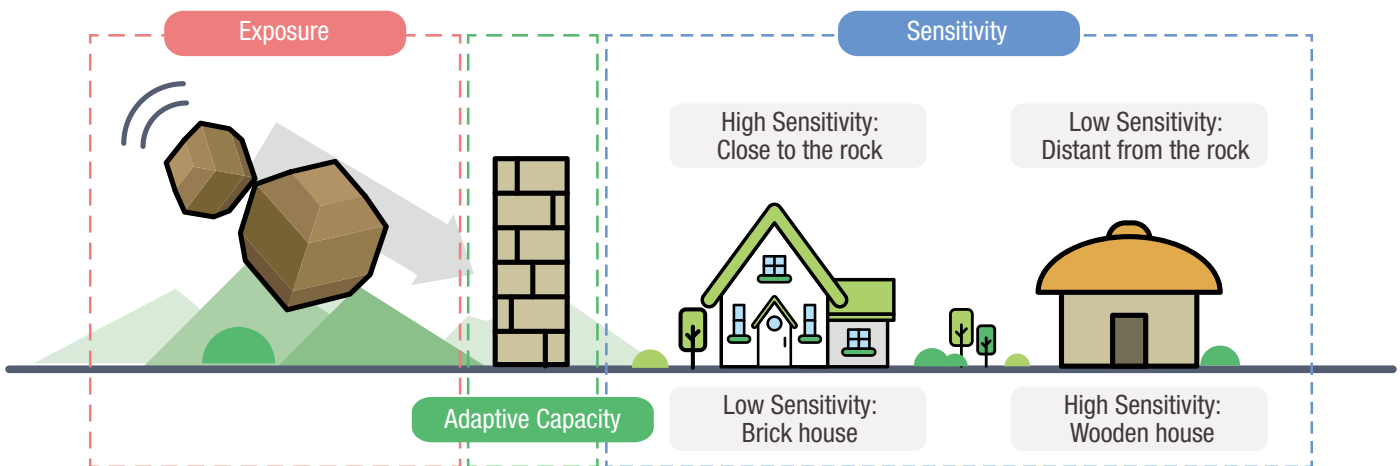 Exposure
Sensitivity
High Sensitivity:
Close to the rock
Low Sensitivity:
Distant from the rock
Adaptive Capacity
Low Sensitivity:
Brick house
High Sensitivity:
Wooden house